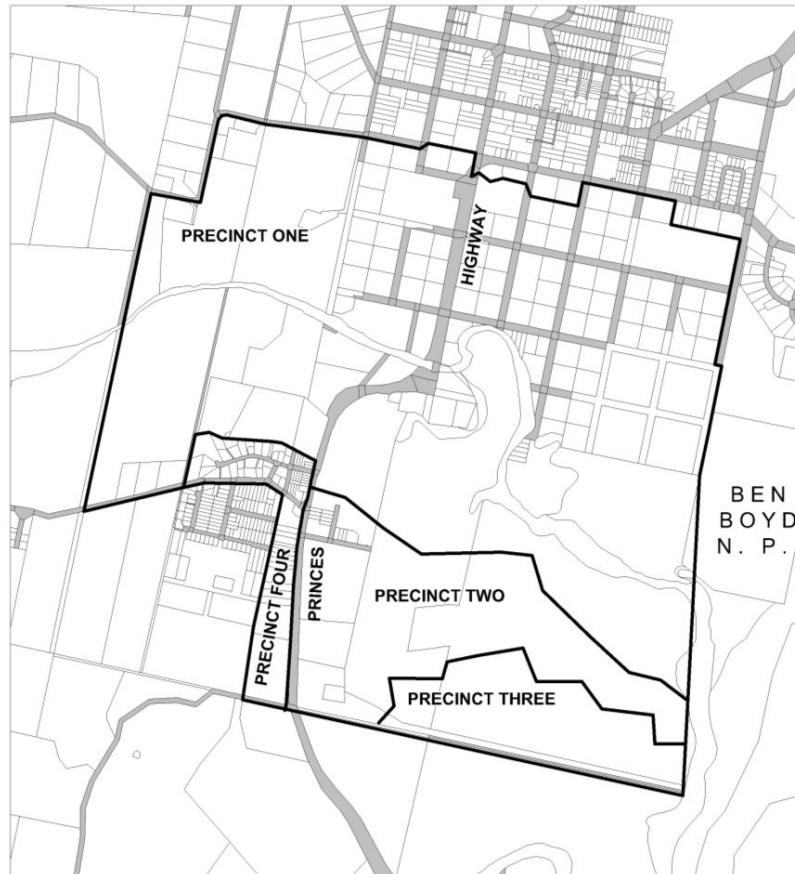 PRECINCT ONE
HIGHWAY
BEN
BOYD
N. P.
PRECINCT FOUR
PRINCES
PRECINCT TWO
PRECINCT THREE